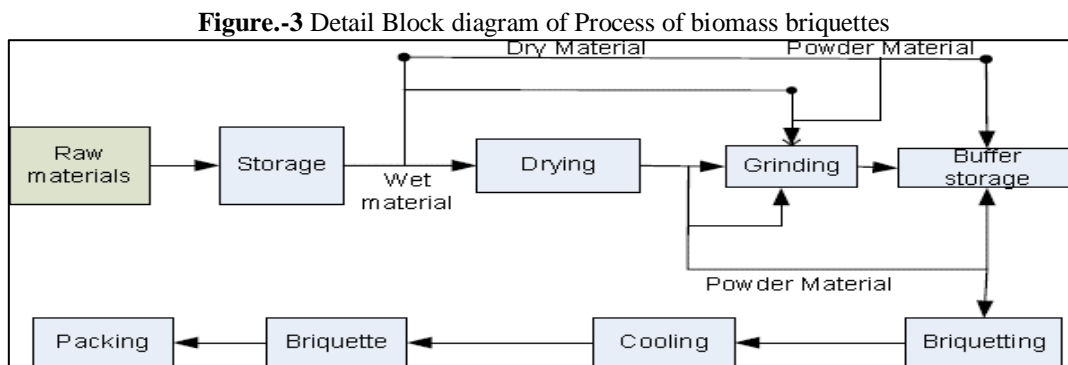 Figure.-3 Detail Block diagram of Process of biomass briquettes
Dry Material
Powder Material
Raw
materials
Storage
Wet
material
Drying
Grinding
Buffer
storage
Powder Material
Packing
Briquette
Cooling
Briquetting